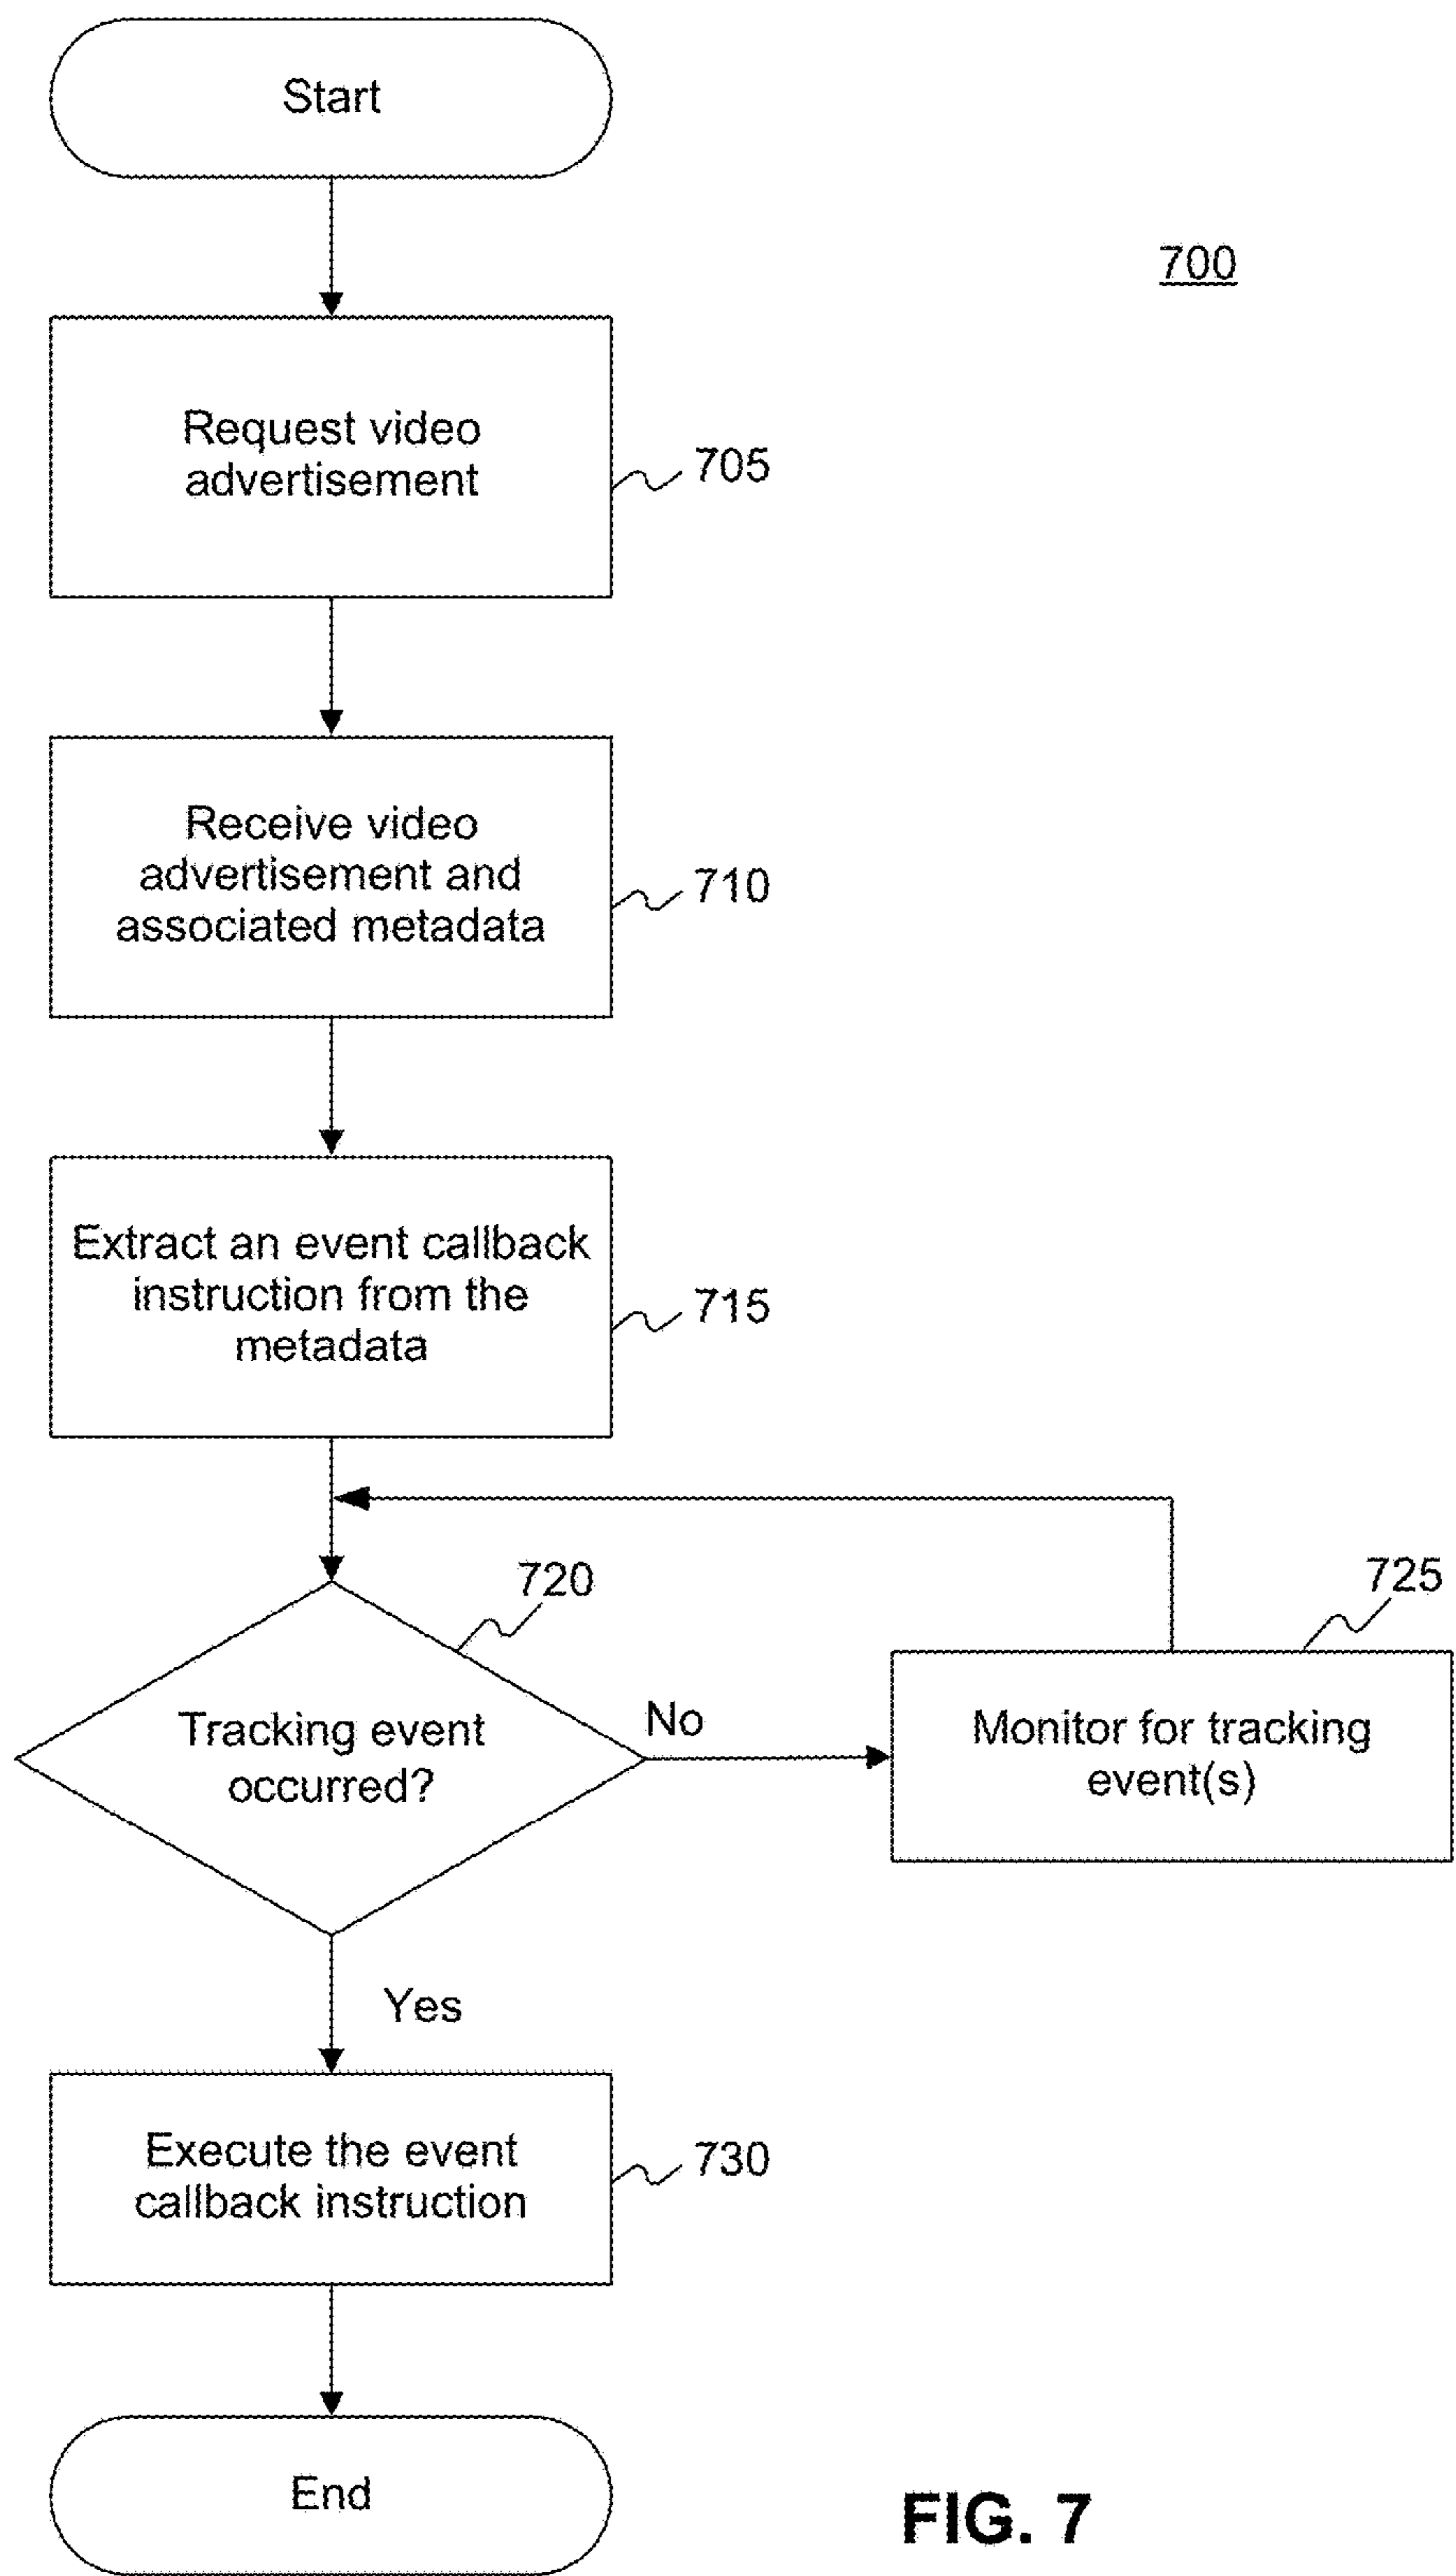 Start
700
Request video
advertisement
705
Receive video
advertisement and
associated metadata
710
Extract an event callback
instruction from the
metadata
715
720
725
Tracking event
occurred?
No
Monitor for tracking
event(s)
Yes
Execute the event
callback instruction
730
End
FIG. 7